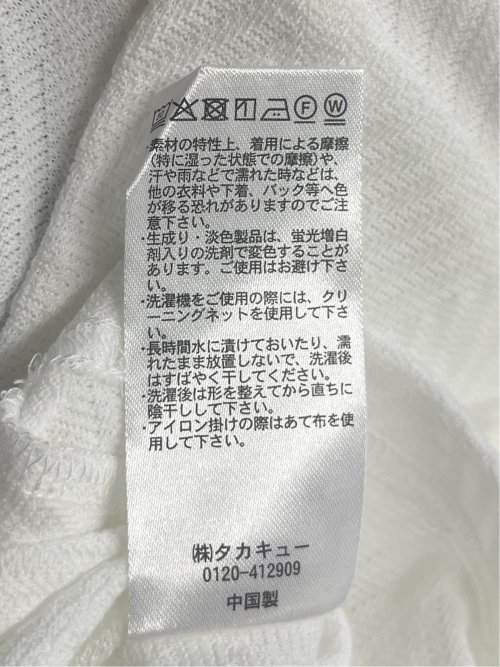 ・素材の特性上、着用による摩擦
(特に湿った状態での摩擦)や、
汗や雨などで濡れた時などは、
他の衣料や下着、バック等へ色
が移る恐れがありますのでご注
意下さい。
・生成り・淡色製品は、蛍光増白
剤入りの洗剤で変色することが
あります。ご使用はお避け下さ
い。
・洗濯機をご使用の際には、クリ
ーニングネットを使用して下さ
い。
・長時間水に漬けておいたり、濡
れたまま放置しないで、洗濯後
はすばやく干してください。
・洗濯後は形を整えてから直ちに
陰干しして下さい。
・アイロン掛けの際はあて布を使
用して下さい。
㈱タカキュー
0120-412909
中国製